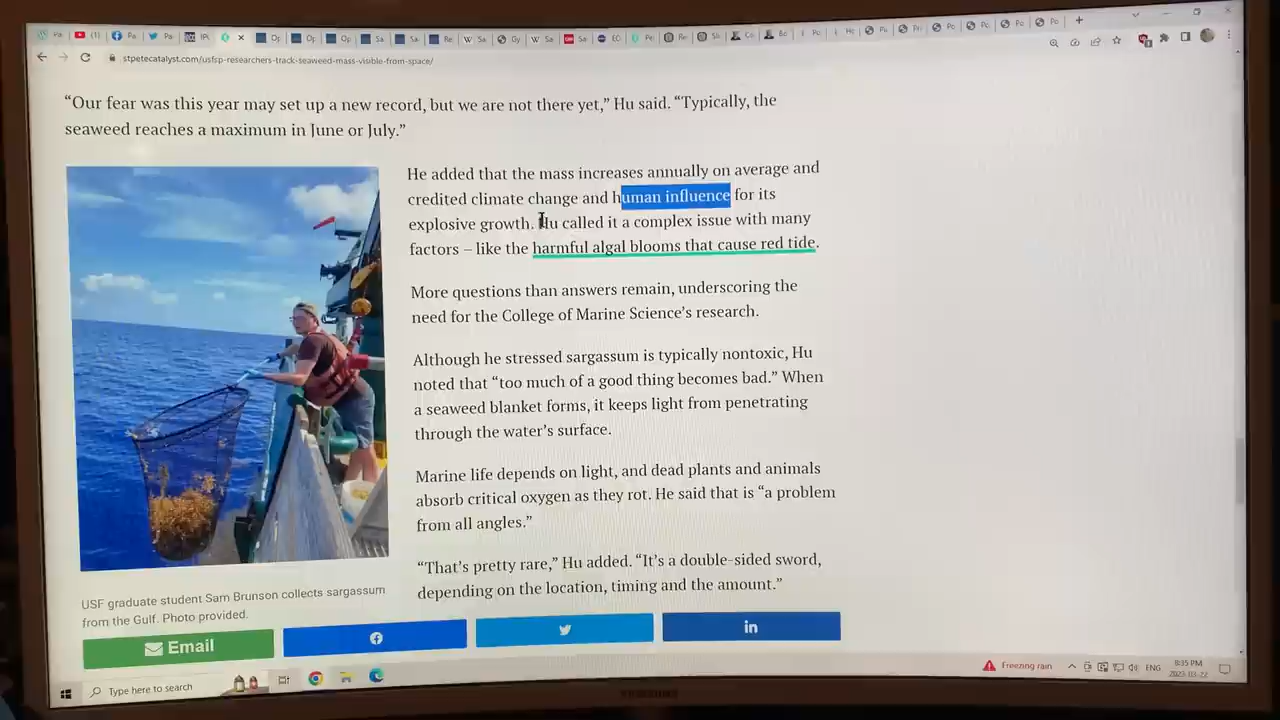 stpetecatalyst.com/usfsp-researchers-track-seaweed-mass-visible-from-space/
“Our fear was this year may set up a new record, but we are not there yet,” Hu said. “Typically, the
seaweed reaches a maximum in June or July.”
He added that the mass increases annually on average and
credited climate change and human influence for its
explosive growth. Hu called it a complex issue with many
factors – like the harmful algal blooms that cause red tide.
More questions than answers remain, underscoring the
need for the College of Marine Science’s research.
Although he stressed sargassum is typically nontoxic, Hu
noted that “too much of a good thing becomes bad.” When
a seaweed blanket forms, it keeps light from penetrating
through the water’s surface.
Marine life depends on light, and dead plants and animals
absorb critical oxygen as they rot. He said that is “a problem
from all angles.”
“That’s pretty rare,” Hu added. “It’s a double-sided sword,
depending on the location, timing and the amount.”
USF graduate student Sam Brunson collects sargassum
from the Gulf. Photo provided.
Email
in
Type here to search
Freezing rain
ENG
8:35 PM
2023-03-22
SAMSUNG